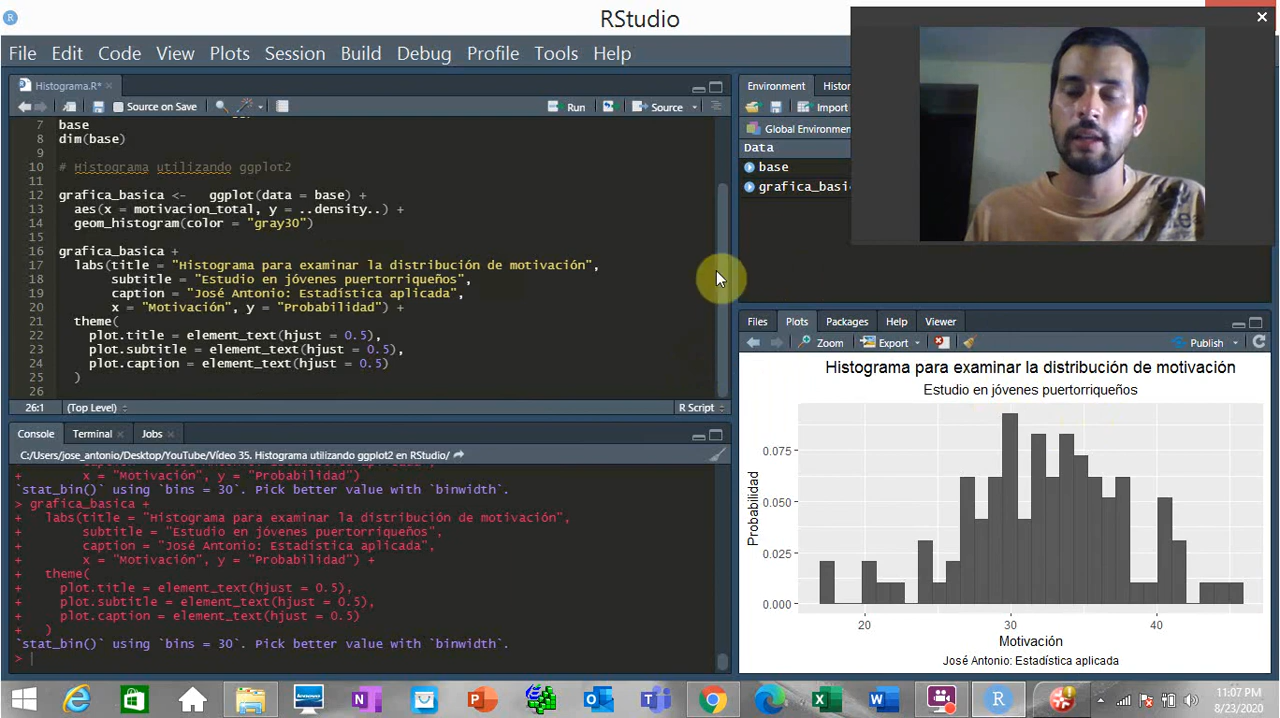 RStudio
File Edit Code View Plots Session Build Debug Profile Tools Help
Histograma.R*
Source on Save Run Source
7 base
8 dim(base)
9
10 # Histograma utilizando ggplot2
11
12 grafica_basica <- ggplot(data = base) +
13 aes(x = motivacion_total, y = ..density..) +
14 geom_histogram(color = "gray30")
15
16 grafica_basica +
17 labs(title = "Histograma para examinar la distribución de motivación",
18 subtitle = "Estudio en jóvenes puertorriqueños",
19 caption = "José Antonio: Estadística aplicada",
20 x = "Motivación", y = "Probabilidad") +
21 theme(
22 plot.title = element_text(hjust = 0.5),
23 plot.subtitle = element_text(hjust = 0.5),
24 plot.caption = element_text(hjust = 0.5)
25 )
26
26:1 (Top Level) R Script
Console Terminal Jobs
C:/Users/jose_antonio/Desktop/YouTube/Vídeo 35. Histograma utilizando ggplot2 en RStudio/
+ x = "Motivación", y = "Probabilidad")
`stat_bin()` using `bins = 30`. Pick better value with `binwidth`.
> grafica_basica +
+ labs(title = "Histograma para examinar la distribución de motivación",
+ subtitle = "Estudio en jóvenes puertorriqueños",
+ caption = "José Antonio: Estadística aplicada",
+ x = "Motivación", y = "Probabilidad") +
+ theme(
+ plot.title = element_text(hjust = 0.5),
+ plot.subtitle = element_text(hjust = 0.5),
+ plot.caption = element_text(hjust = 0.5)
+ )
`stat_bin()` using `bins = 30`. Pick better value with `binwidth`.
>
Environment Histor
Import
Global Environme
Data
base
grafica_basi
Files Plots Packages Help Viewer
Zoom Export Publish
Histograma para examinar la distribución de motivación
Estudio en jóvenes puertorriqueños
Probabilidad
0.075
0.050
0.025
0.000
20 30 40
Motivación
José Antonio: Estadística aplicada
11:07 PM
8/23/2020